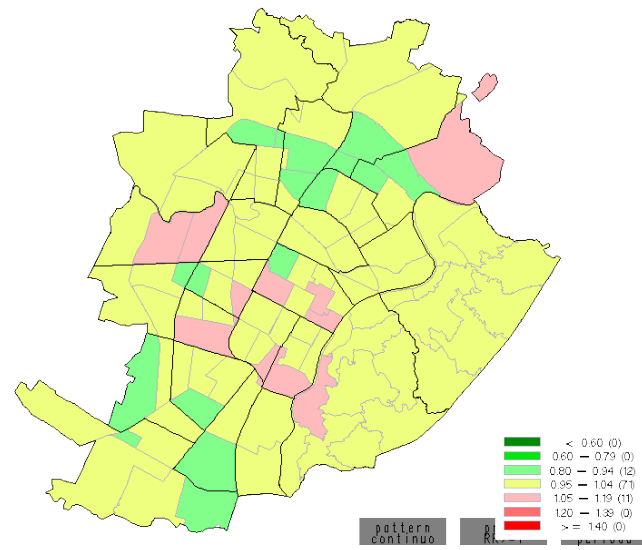 < 0.60 (0)
0.60 – 0.79 (0)
0.80 – 0.94 (12)
0.95 – 1.04 (71)
1.05 – 1.19 (11)
1.20 – 1.39 (0)
>= 1.40 (0)
pattern
continuo